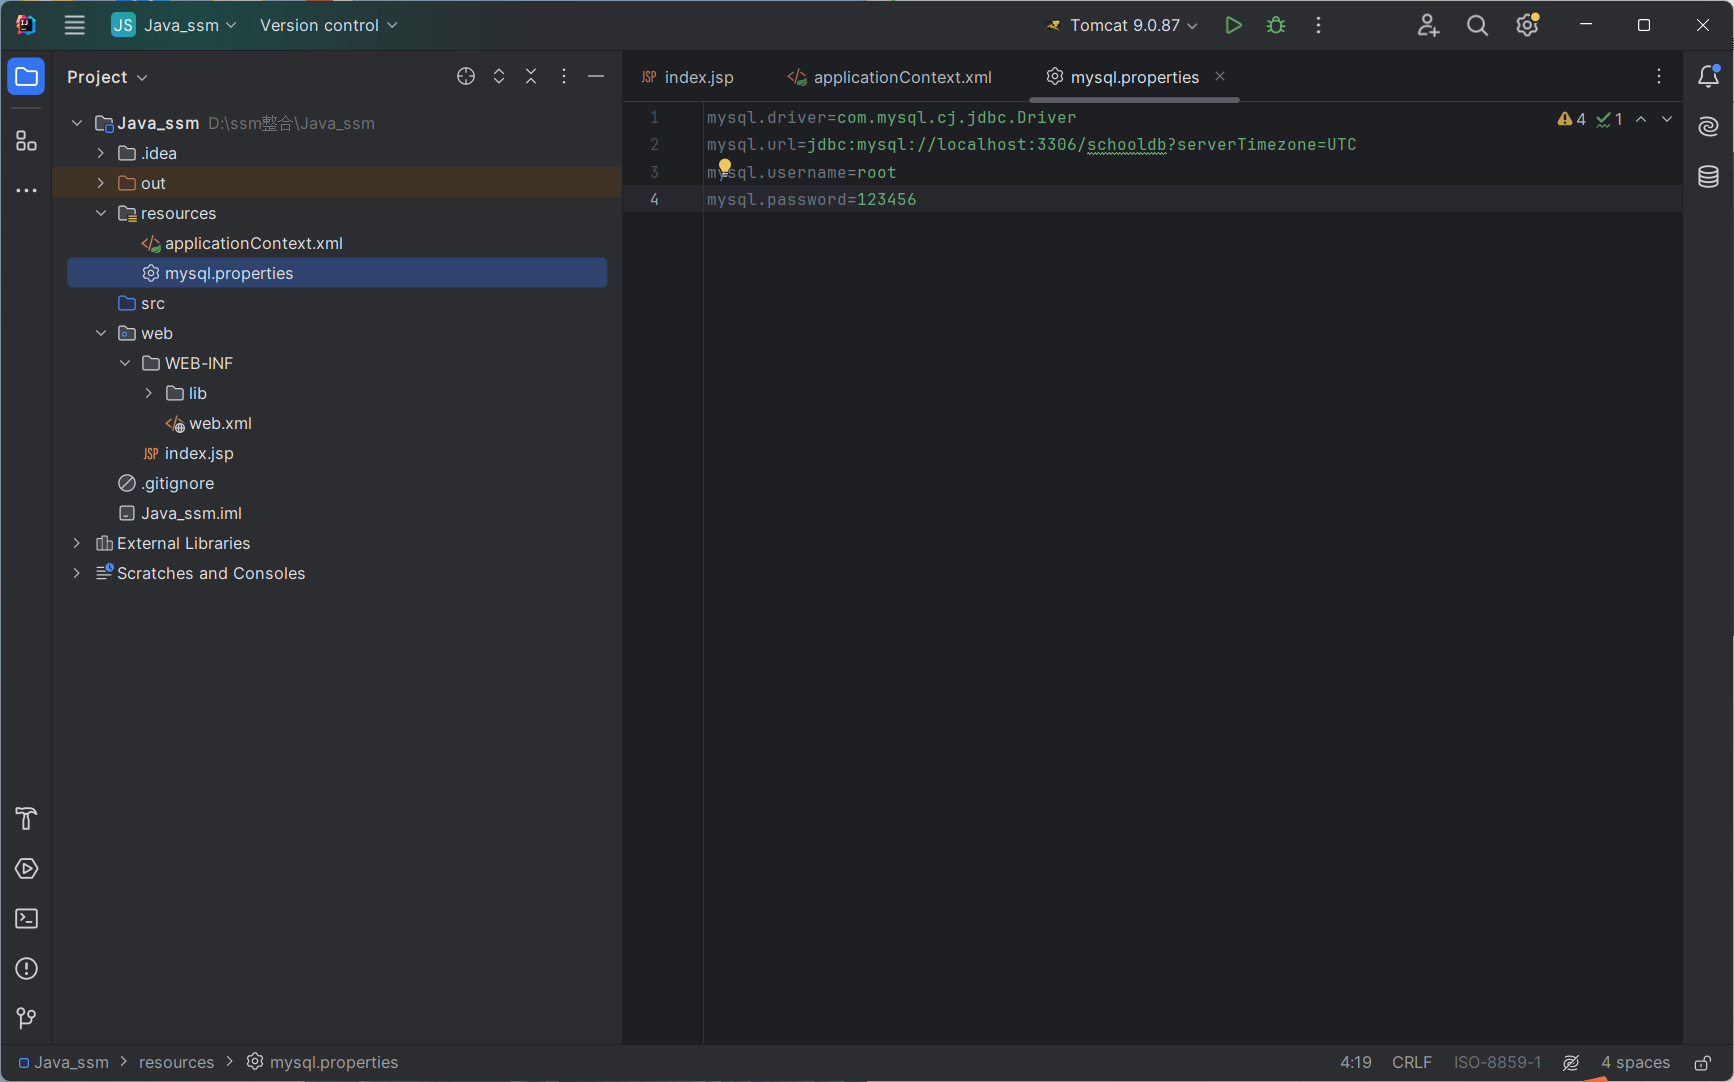 JS Java_ssm Version control Tomcat 9.0.87
Project
Java_ssm D:\ssm整合\Java_ssm
.idea
out
resources
applicationContext.xml
mysql.properties
src
web
WEB-INF
lib
web.xml
JSP index.jsp
.gitignore
Java_ssm.iml
External Libraries
Scratches and Consoles
JSP index.jsp applicationContext.xml mysql.properties
1 mysql.driver=com.mysql.cj.jdbc.Driver
4 1
2 mysql.url=jdbc:mysql://localhost:3306/schooldb?serverTimezone=UTC
3 mysql.username=root
4 mysql.password=123456
Java_ssm > resources > mysql.properties
4:19 CRLF ISO-8859-1 4 spaces